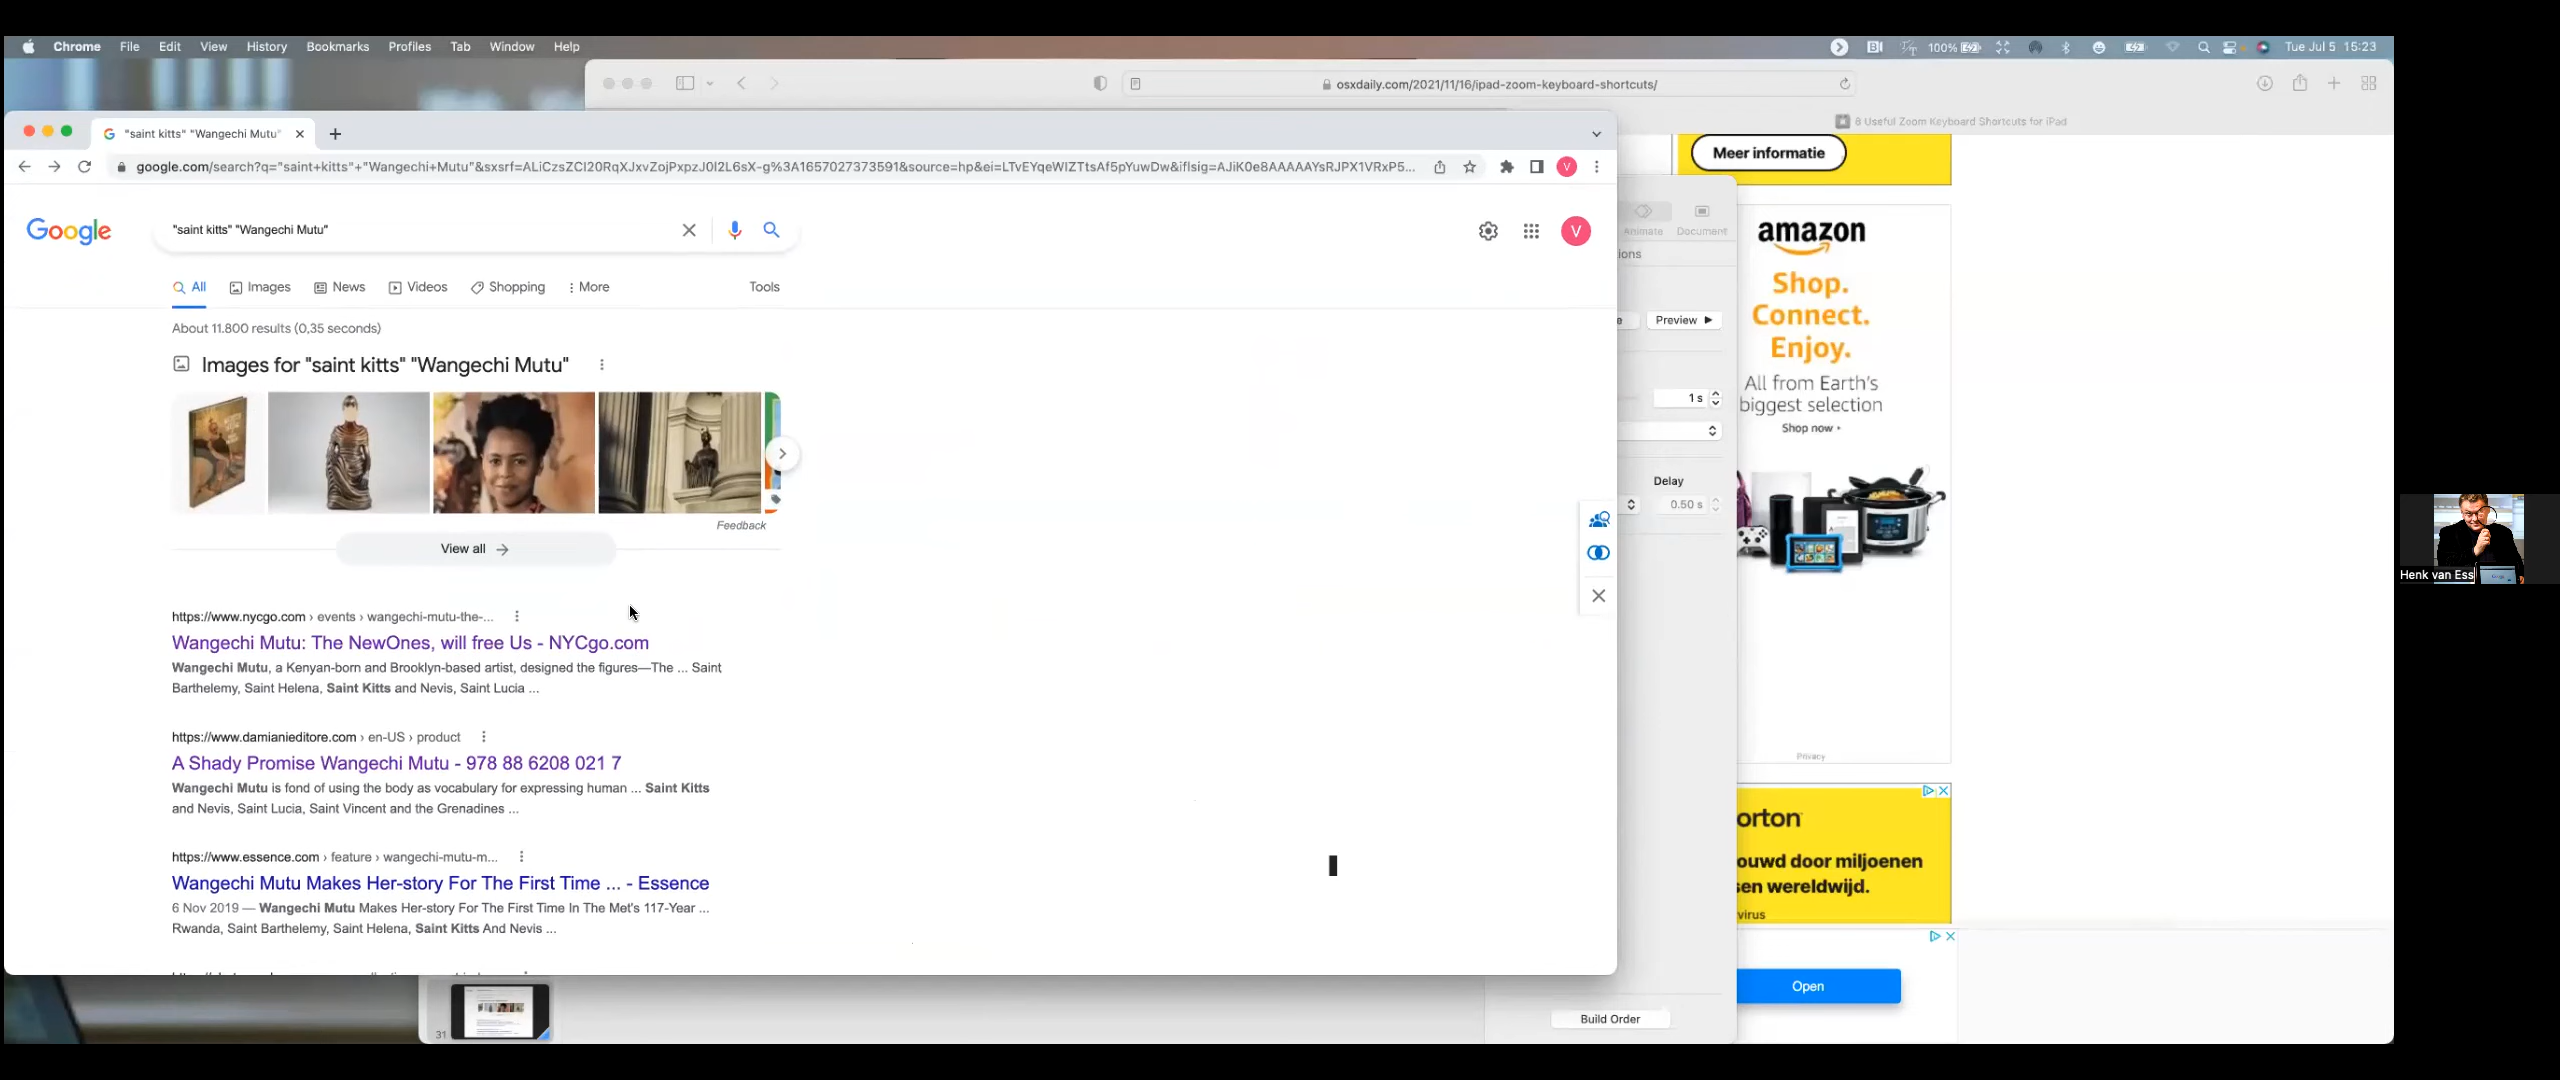 Chrome File Edit View History Bookmarks Profiles Tab Window Help
100% Tue Jul 5 15:23
osxdaily.com/2021/11/16/ipad-zoom-keyboard-shortcuts/
8 Useful Zoom Keyboard Shortcuts for iPad
"saint kitts" "Wangechi Mutu"
google.com/search?q="saint+kitts"+"Wangechi+Mutu"&sxsrf=ALiCzsZCl20RqXJxvZojPxpzJ0I2L6sX-g%3A1657027373591&source=hp&ei=LTvEYqeWIZTtsAf5pYuwDw&iflsig=AJiK0e8AAAAAYsRJPX1VRxP5...
V
Google
"saint kitts" "Wangechi Mutu"
V
All Images News Videos Shopping More Tools
About 11.800 results (0,35 seconds)
Images for "saint kitts" "Wangechi Mutu"
Feedback
View all
https://www.nycgo.com › events › wangechi-mutu-the-...
Wangechi Mutu: The NewOnes, will free Us - NYCgo.com
Wangechi Mutu, a Kenyan-born and Brooklyn-based artist, designed the figures—The ... Saint
Barthelemy, Saint Helena, Saint Kitts and Nevis, Saint Lucia ...
https://www.damianieditore.com › en-US › product
A Shady Promise Wangechi Mutu - 978 88 6208 021 7
Wangechi Mutu is fond of using the body as vocabulary for expressing human ... Saint Kitts
and Nevis, Saint Lucia, Saint Vincent and the Grenadines ...
https://www.essence.com › feature › wangechi-mutu-m...
Wangechi Mutu Makes Her-story For The First Time ... - Essence
6 Nov 2019 — Wangechi Mutu Makes Her-story For The First Time In The Met's 117-Year ...
Rwanda, Saint Barthelemy, Saint Helena, Saint Kitts And Nevis ...
31
Animate Document
ions
e Preview
1 s
Delay
0.50 s
Build Order
Meer informatie
amazon
Shop.
Connect.
Enjoy.
All from Earth's
biggest selection
Shop now
Privacy
orton
ouwd door miljoenen
sen wereldwijd.
virus
Open
Henk van Ess